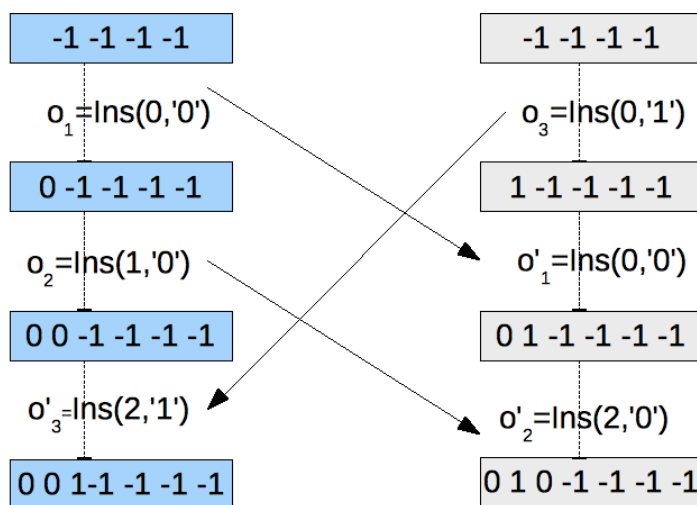 -1 -1 -1 -1
o1=Ins(0,'0')
0 -1 -1 -1 -1
o2=Ins(1,'0')
0 0 -1 -1 -1 -1
o'3=Ins(2,'1')
0 0 1-1 -1 -1 -1
-1 -1 -1 -1
o3=Ins(0,'1')
1 -1 -1 -1 -1
o'1=Ins(0,'0')
0 1 -1 -1 -1 -1
o'2=Ins(2,'0')
0 1 0 -1 -1 -1 -1